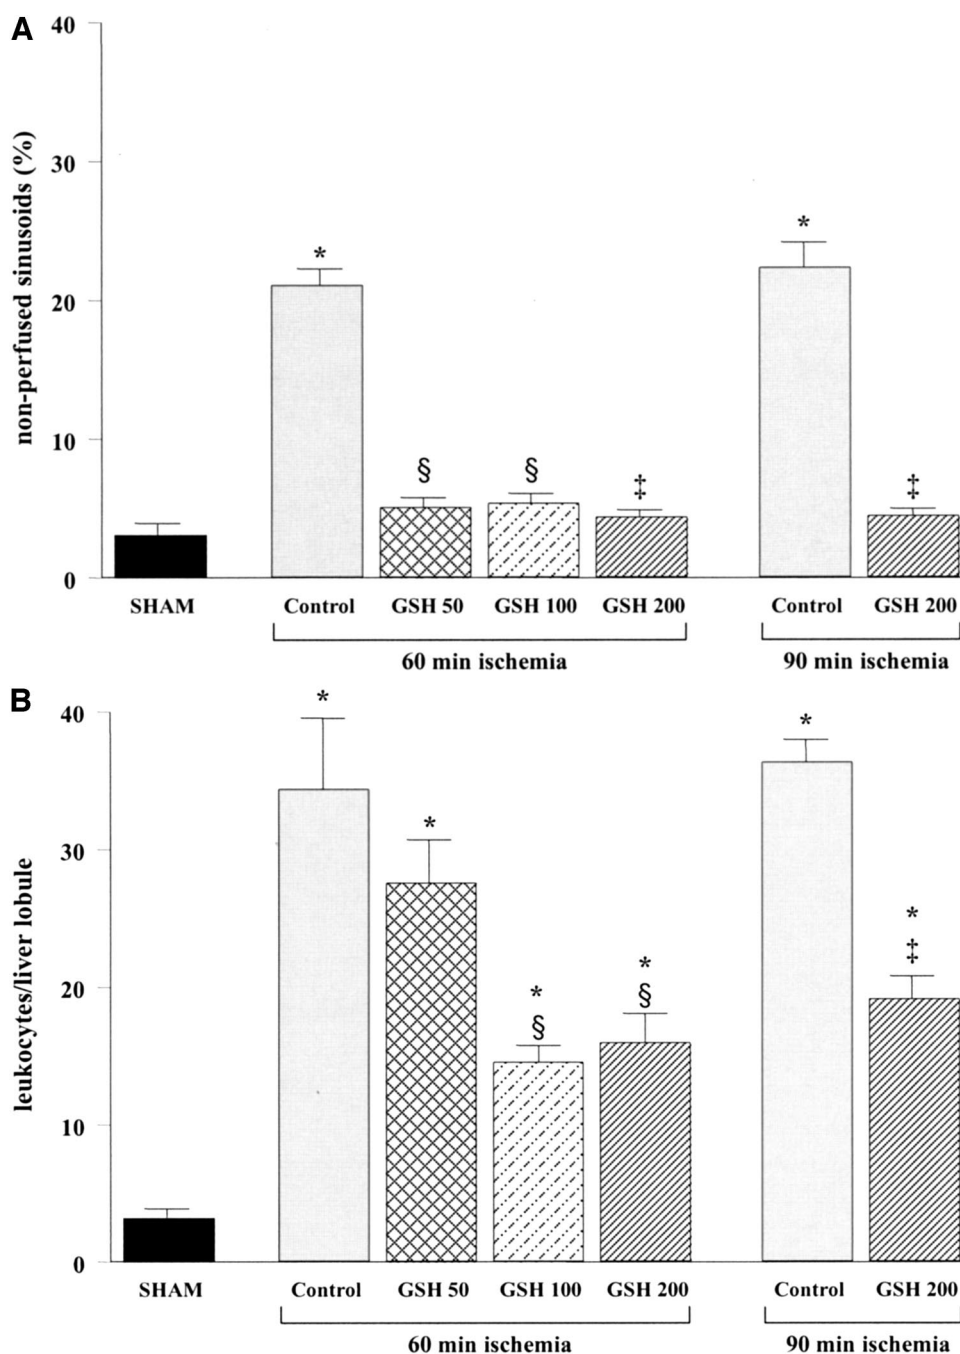 A
40
30
20
10
0
non-perfused sinusoids (%)
*
§
§
‡
*
‡
SHAM
Control
GSH 50
GSH 100
GSH 200
Control
GSH 200
60 min ischemia
90 min ischemia
B
40
30
20
10
0
leukocytes/liver lobule
*
*
*
§
*
§
*
*
‡
SHAM
Control
GSH 50
GSH 100
GSH 200
Control
GSH 200
60 min ischemia
90 min ischemia